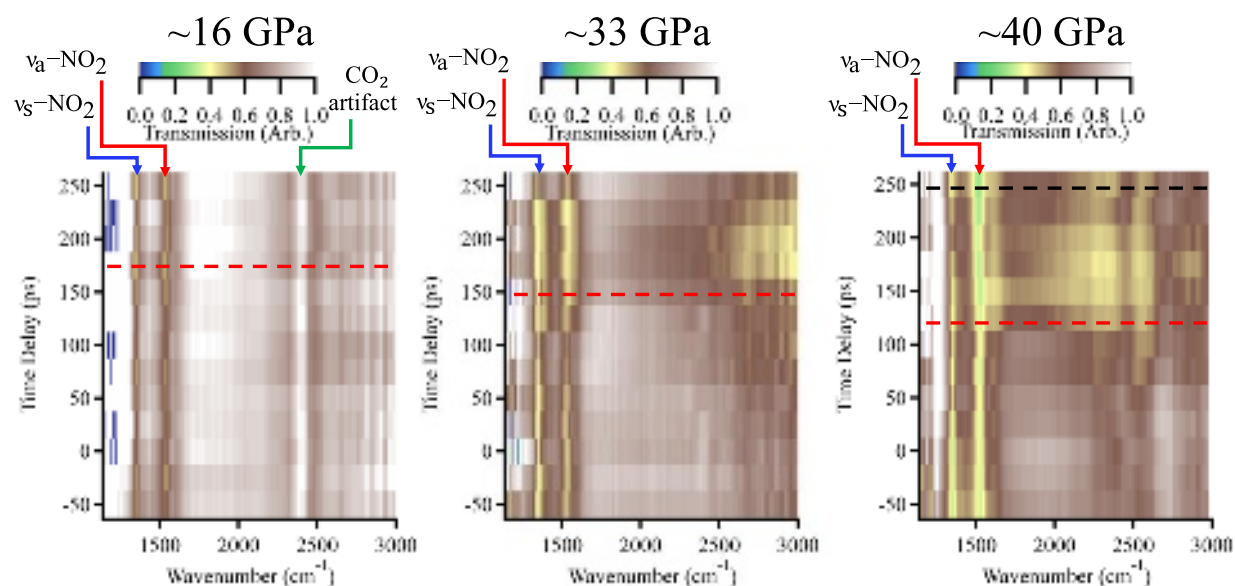 ~16 GPa
νa–NO2
νs–NO2
CO2
artifact
0.0 0.2 0.4 0.6 0.8 1.0
Transmission (Arb.)
250
200
150
100
50
0
-50
Time Delay (ps)
1500 2000 2500 3000
Wavenumber (cm-1)
~33 GPa
νa–NO2
νs–NO2
0.0 0.2 0.4 0.6 0.8 1.0
Transmission (Arb.)
250
200
150
100
50
0
-50
Time Delay (ps)
1500 2000 2500 3000
Wavenumber (cm-1)
~40 GPa
νa–NO2
νs–NO2
0.0 0.2 0.4 0.6 0.8 1.0
Transmission (Arb.)
250
200
150
100
50
0
-50
Time Delay (ps)
1500 2000 2500 3000
Wavenumber (cm-1)